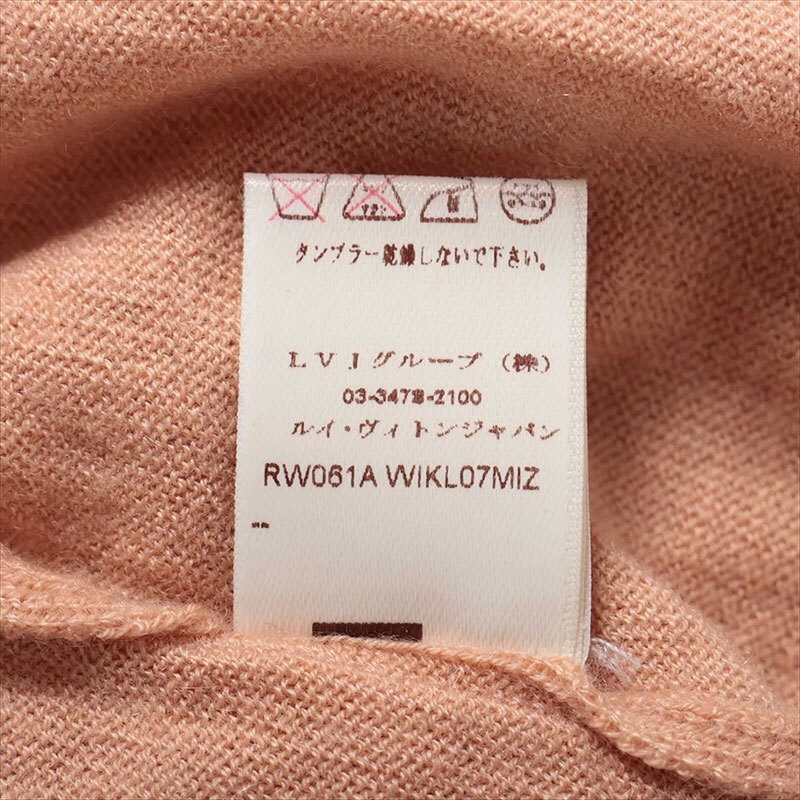 タンブラー乾燥しないで下さい。
LVJグループ（株）
03-3478-2100
ルイ・ヴィトンジャパン
RW061A WIKL07MIZ
--